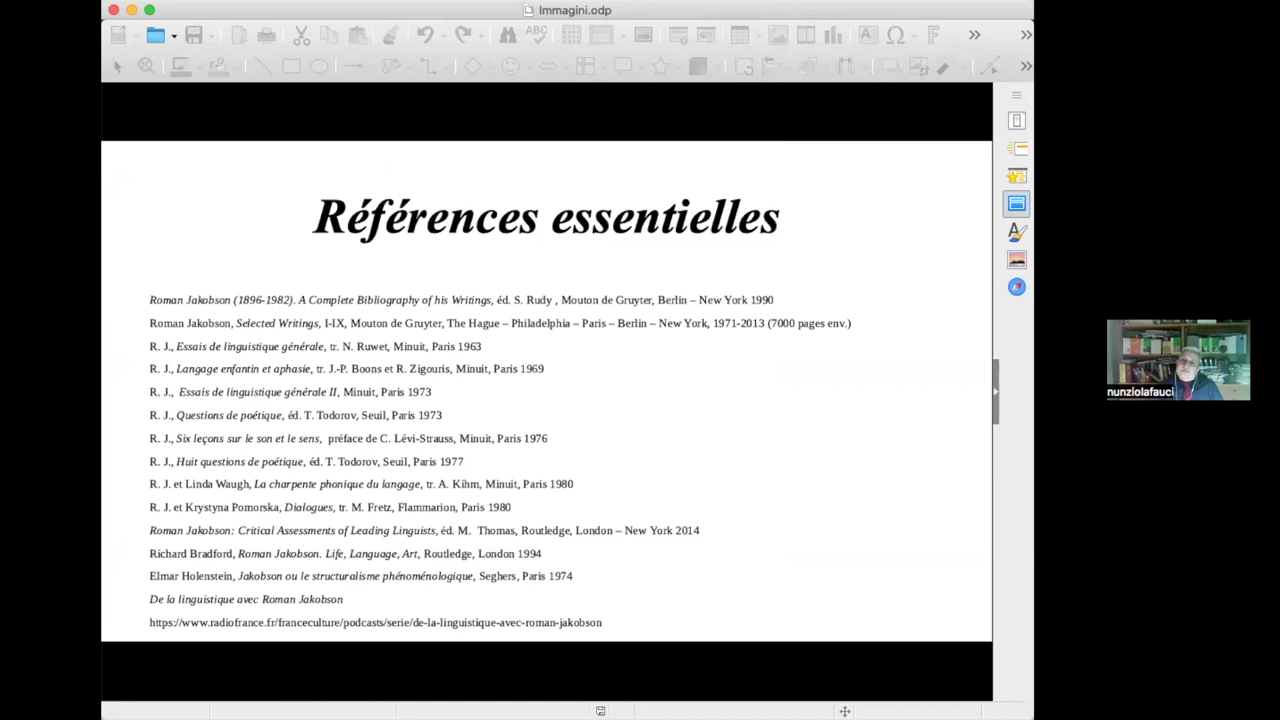 Immagini.odp
ABC
Références essentielles
Roman Jakobson (1896-1982). A Complete Bibliography of his Writings, éd. S. Rudy , Mouton de Gruyter, Berlin – New York 1990
Roman Jakobson, Selected Writings, I-IX, Mouton de Gruyter, The Hague – Philadelphia – Paris – Berlin – New York, 1971-2013 (7000 pages env.)
R. J., Essais de linguistique générale, tr. N. Ruwet, Minuit, Paris 1963
R. J., Langage enfantin et aphasie, tr. J.-P. Boons et R. Zigouris, Minuit, Paris 1969
R. J., Essais de linguistique générale II, Minuit, Paris 1973
R. J., Questions de poétique, éd. T. Todorov, Seuil, Paris 1973
R. J., Six leçons sur le son et le sens, préface de C. Lévi-Strauss, Minuit, Paris 1976
R. J., Huit questions de poétique, éd. T. Todorov, Seuil, Paris 1977
R. J. et Linda Waugh, La charpente phonique du langage, tr. A. Kihm, Minuit, Paris 1980
R. J. et Krystyna Pomorska, Dialogues, tr. M. Fretz, Flammarion, Paris 1980
Roman Jakobson: Critical Assessments of Leading Linguists, éd. M. Thomas, Routledge, London – New York 2014
Richard Bradford, Roman Jakobson. Life, Language, Art, Routledge, London 1994
Elmar Holenstein, Jakobson ou le structuralisme phénoménologique, Seghers, Paris 1974
De la linguistique avec Roman Jakobson
https://www.radiofrance.fr/franceculture/podcasts/serie/de-la-linguistique-avec-roman-jakobson
nunziolafauci